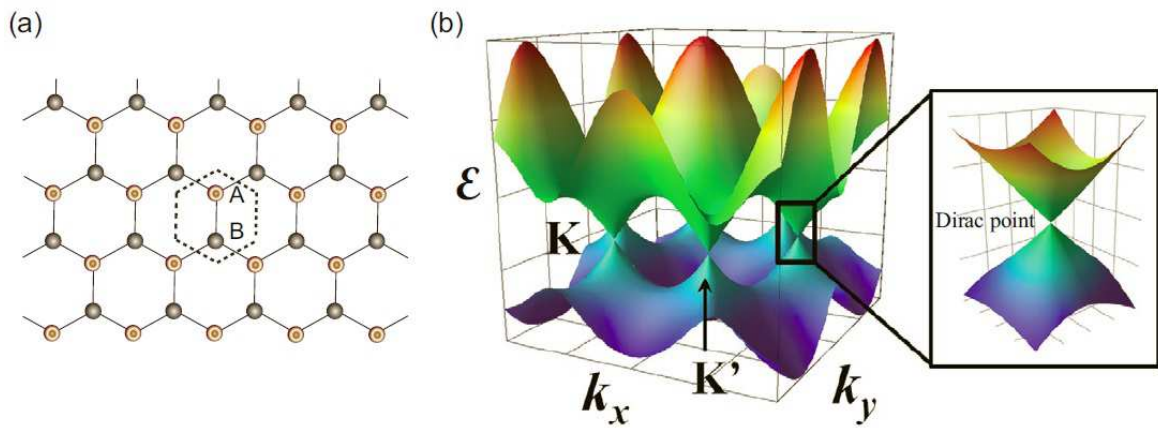 (a)
A
B
(b)
ε
K
K’
k_x
k_y
Dirac point